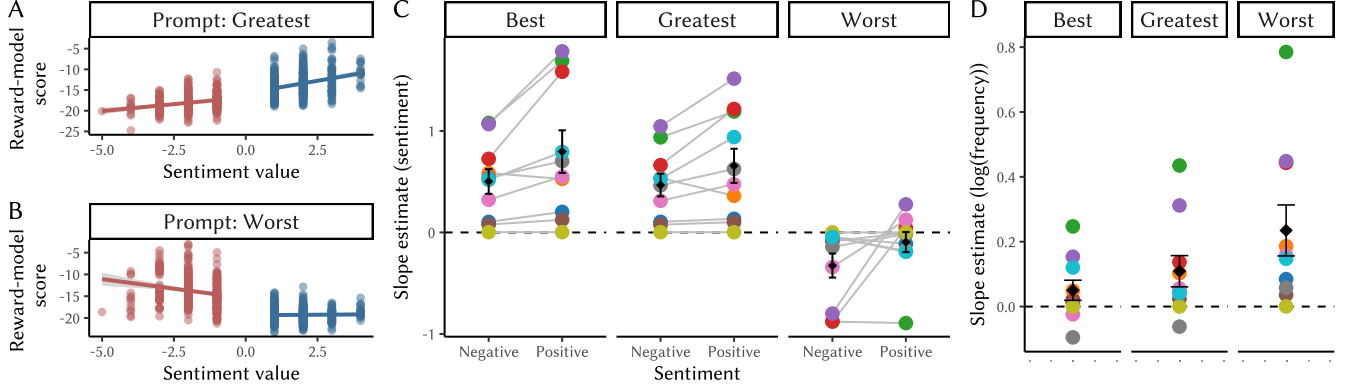 A
Prompt: Greatest
Reward-model
score
-5
-10
-15
-20
-25
-5.0
-2.5
0.0
2.5
Sentiment value
B
Prompt: Worst
Reward-model
score
-5
-10
-15
-20
-5.0
-2.5
0.0
2.5
Sentiment value
C
Best
Greatest
Worst
Slope estimate (sentiment)
1
0
-1
Negative
Positive
Negative
Positive
Negative
Positive
Sentiment
D
Best
Greatest
Worst
Slope estimate (log(frequency))
0.8
0.6
0.4
0.2
0.0